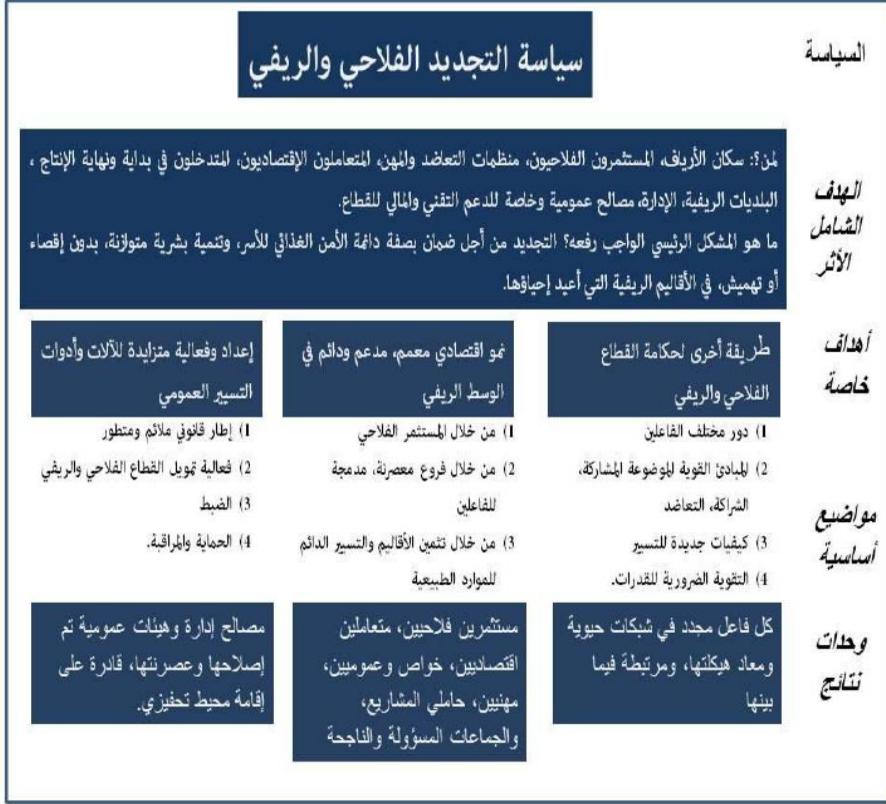 السياسة
سياسة التجديد الفلاحي والريفي
الهدف
الشامل
الأثر
لمن؟: سكان الأرياف، المستثمرون الفلاحيون، منظمات التعاضد والمهن، المتعاملون الإقتصاديون، المتدخلون في بداية ونهاية الإنتاج ،
البلديات الريفية، الإدارة، مصالح عمومية وخاصة للدعم التقني والمالي للقطاع.
ما هو المشكل الرئيسي الواجب رفعه؟ التجديد من أجل ضمان بصفة دائمة الأمن الغذائي للأسر، وتنمية بشرية متوازنة، بدون إقصاء
أو تهميش، في الأقاليم الريفية التي أعيد إحياؤها.
أهداف
خاصة
طريقة أخرى لحكامة القطاع
الفلاحي والريفي
نمو اقتصادي معمم، مدعم ودائم في
الوسط الريفي
إعداد وفعالية متزايدة للآلات وأدوات
التسيير العمومي
مواضيع
أساسية
1) دور مختلف الفاعلين
2) المبادئ القوية الموضوعة المشاركة،
الشراكة، التعاضد
3) كيفيات جديدة للتسيير
4) التقوية الضرورية للقدرات.
1) من خلال المستثمر الفلاحي
2) من خلال فروع معصرنة، مدمجة
للفاعلين
3) من خلال تثمين الأقاليم والتسيير الدائم
للموارد الطبيعية
1) إطار قانوني ملائم ومتطور
2) فعالية تمويل القطاع الفلاحي والريفي
3) الضبط
4) الحماية والمراقبة.
وحدات
نتائج
كل فاعل مجدد في شبكات حيوية
ومعاد هيكلتها، ومرتبطة فيما
بينها
مستثمرين فلاحيين، متعاملين
اقتصاديين، خواص وعموميين،
مهنيين، حاملي المشاريع،
والجماعات المسؤولة والناجحة
مصالح إدارة وهيئات عمومية تم
إصلاحها وعصرنتها، قادرة على
إقامة محيط تحفيزي.